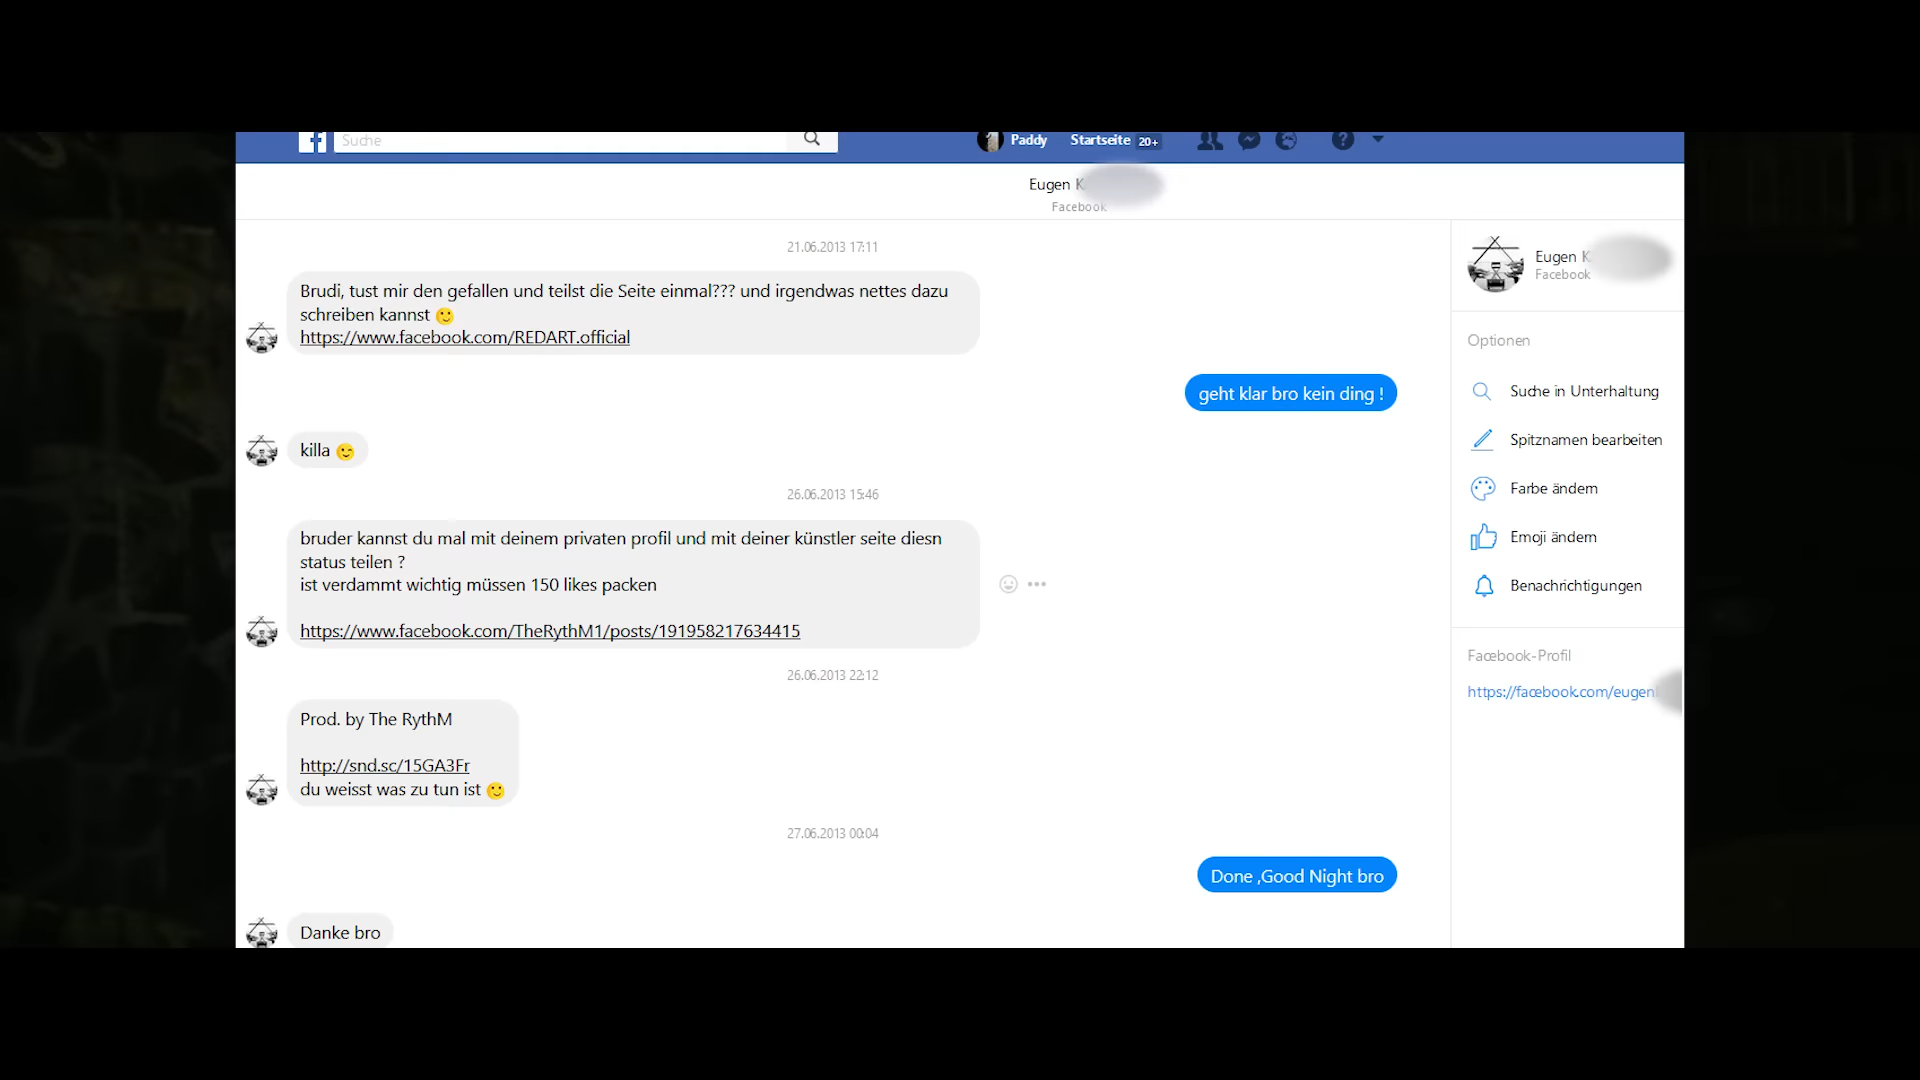 Suche
Paddy
Startseite 20+
Eugen K
Facebook
21.06.2013 17:11
Brudi, tust mir den gefallen und teilst die Seite einmal??? und irgendwas nettes dazu
schreiben kannst 🙂
https://www.facebook.com/REDART.official
geht klar bro kein ding !
killa 😉
26.06.2013 15:46
bruder kannst du mal mit deinem privaten profil und mit deiner künstler seite diesn
status teilen ?
ist verdammt wichtig müssen 150 likes packen
https://www.facebook.com/TheRythM1/posts/191958217634415
26.06.2013 22:12
Prod. by The RythM
http://snd.sc/15GA3Fr
du weisst was zu tun ist 🙂
27.06.2013 00:04
Done ,Good Night bro
Danke bro
Eugen K
Facebook
Optionen
Suche in Unterhaltung
Spitznamen bearbeiten
Farbe ändern
Emoji ändern
Benachrichtigungen
Facebook-Profil
https://facebook.com/eugen